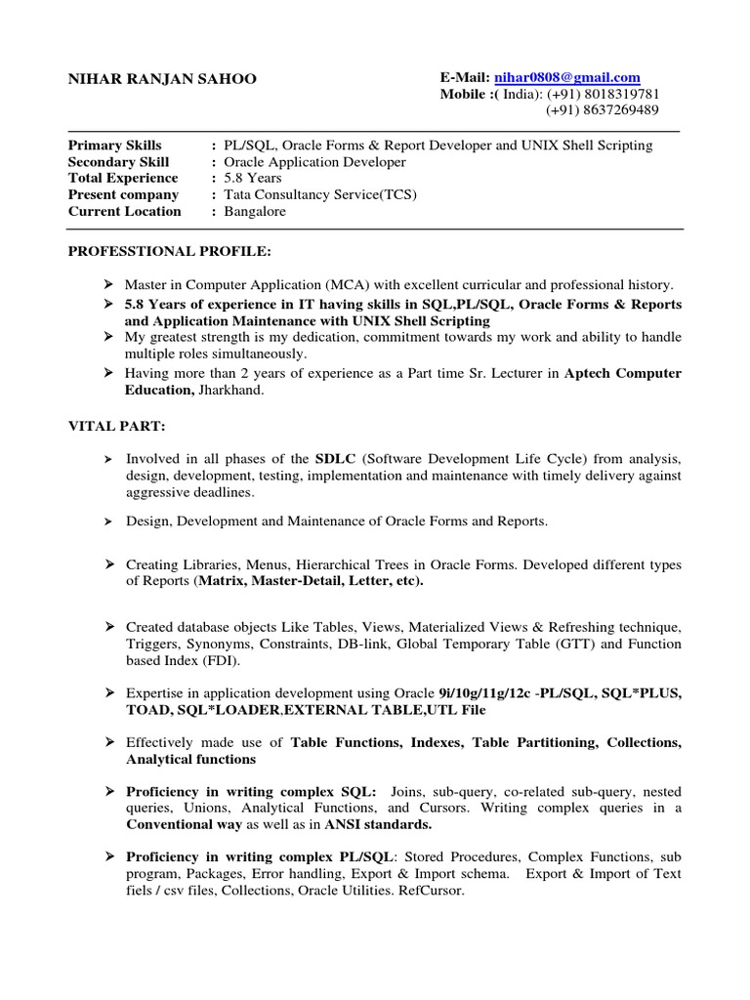 NIHAR RANJAN SAHOO
E-Mail: nihar0808@gmail.com
Mobile :( India): (+91) 8018319781
(+91) 8637269489
Primary Skills : PL/SQL, Oracle Forms & Report Developer and UNIX Shell Scripting
Secondary Skill : Oracle Application Developer
Total Experience : 5.8 Years
Present company : Tata Consultancy Service(TCS)
Current Location : Bangalore
PROFESSTIONAL PROFILE:
➢ Master in Computer Application (MCA) with excellent curricular and professional history.
➢ 5.8 Years of experience in IT having skills in SQL,PL/SQL, Oracle Forms & Reports
and Application Maintenance with UNIX Shell Scripting
➢ My greatest strength is my dedication, commitment towards my work and ability to handle
multiple roles simultaneously.
➢ Having more than 2 years of experience as a Part time Sr. Lecturer in Aptech Computer
Education, Jharkhand.
VITAL PART:
➢ Involved in all phases of the SDLC (Software Development Life Cycle) from analysis,
design, development, testing, implementation and maintenance with timely delivery against
aggressive deadlines.
➢ Design, Development and Maintenance of Oracle Forms and Reports.
➢ Creating Libraries, Menus, Hierarchical Trees in Oracle Forms. Developed different types
of Reports (Matrix, Master-Detail, Letter, etc).
➢ Created database objects Like Tables, Views, Materialized Views & Refreshing technique,
Triggers, Synonyms, Constraints, DB-link, Global Temporary Table (GTT) and Function
based Index (FDI).
➢ Expertise in application development using Oracle 9i/10g/11g/12c -PL/SQL, SQL*PLUS,
TOAD, SQL*LOADER,EXTERNAL TABLE,UTL File
➢ Effectively made use of Table Functions, Indexes, Table Partitioning, Collections,
Analytical functions
➢ Proficiency in writing complex SQL: Joins, sub-query, co-related sub-query, nested
queries, Unions, Analytical Functions, and Cursors. Writing complex queries in a
Conventional way as well as in ANSI standards.
➢ Proficiency in writing complex PL/SQL: Stored Procedures, Complex Functions, sub
program, Packages, Error handling, Export & Import schema. Export & Import of Text
fiels / csv files, Collections, Oracle Utilities. RefCursor.